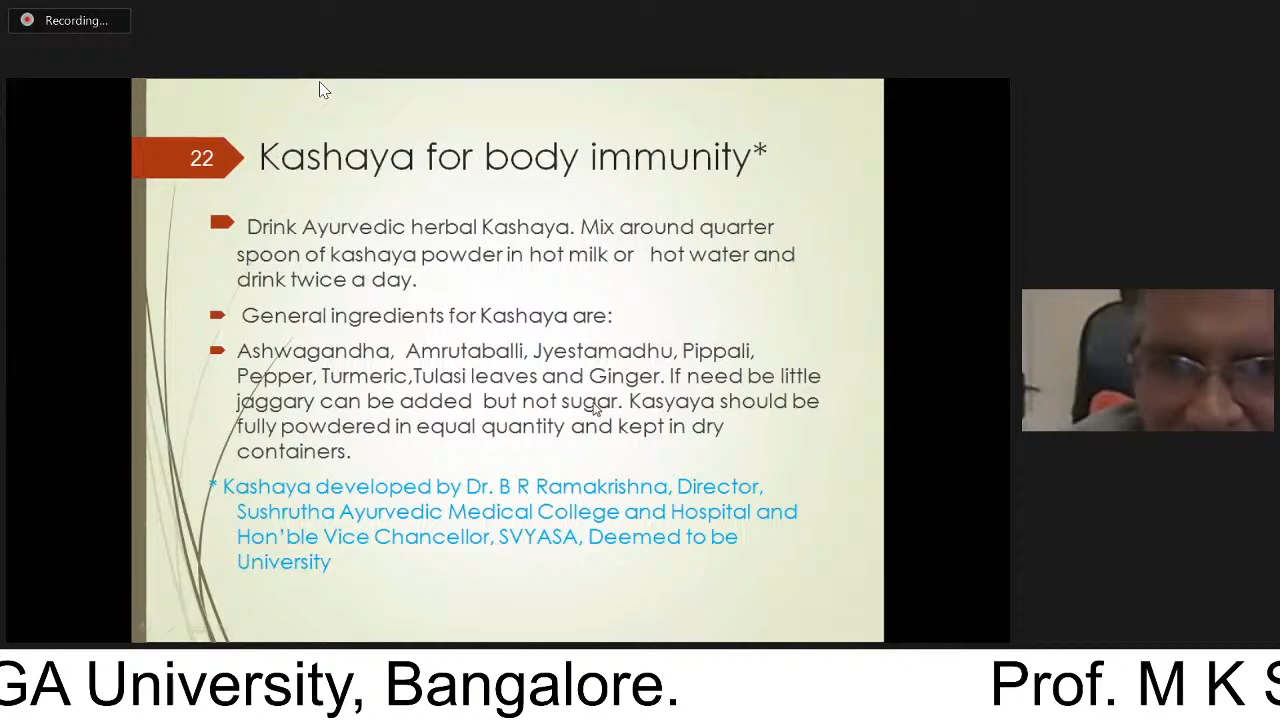 Recording...
22
Kashaya for body immunity*
Drink Ayurvedic herbal Kashaya. Mix around quarter
spoon of kashaya powder in hot milk or hot water and
drink twice a day.
General ingredients for Kashaya are:
Ashwagandha, Amrutaballi, Jyestamadhu, Pippali,
Pepper, Turmeric,Tulasi leaves and Ginger. If need be little
jaggary can be added but not sugar. Kasyaya should be
fully powdered in equal quantity and kept in dry
containers.
* Kashaya developed by Dr. B R Ramakrishna, Director,
Sushrutha Ayurvedic Medical College and Hospital and
Hon'ble Vice Chancellor, SVYASA, Deemed to be
University
GA University, Bangalore. Prof. M K S